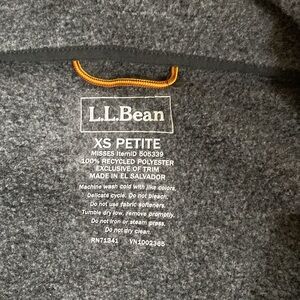 L.L.Bean
XS PETITE
MISSES ItemID 505339
100% RECYCLED POLYESTER
EXCLUSIVE OF TRIM
MADE IN EL SALVADOR
Machine wash cold with like colors.
Delicate cycle. Do not bleach.
Do not use fabric softeners.
Tumble dry low, remove promptly.
Do not iron or steam press.
Do not dry clean.
RN71341 VN1002365